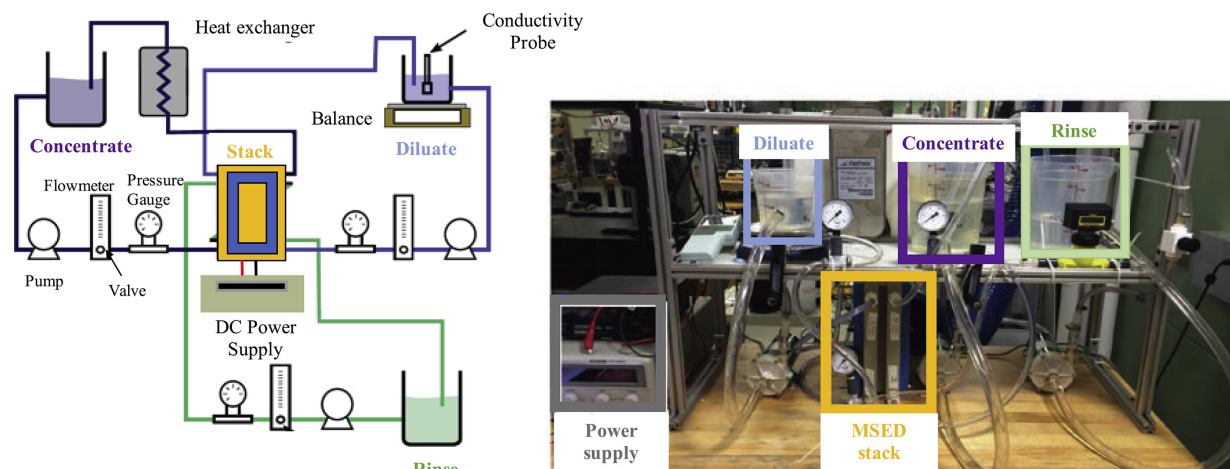 Heat exchanger
Conductivity
Probe
Concentrate
Balance
Diluate
Stack
Flowmeter
Pressure
Gauge
Pump
Valve
DC Power
Supply
Rinse
Diluate
Concentrate
Rinse
Power
supply
MSED
stack